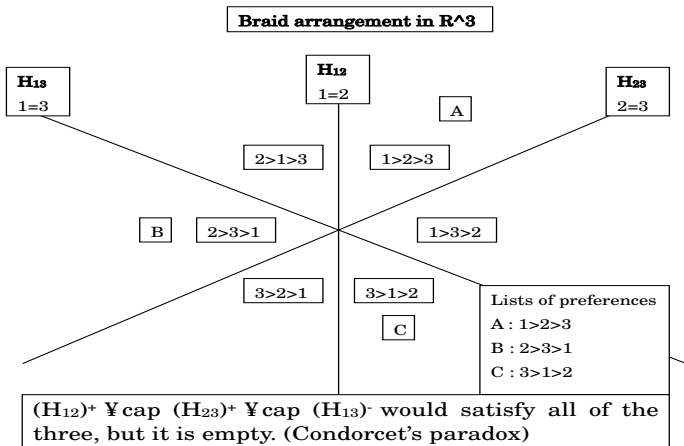 Braid arrangement in R^3
H₁₃
1=3
H₁₂
1=2
H₂₃
2=3
A
2>1>3
1>2>3
B
2>3>1
1>3>2
3>2>1
3>1>2
C
Lists of preferences
A : 1>2>3
B : 2>3>1
C : 3>1>2
(H₁₂)⁺ ¥cap (H₂₃)⁺ ¥cap (H₁₃)⁻ would satisfy all of the
three, but it is empty. (Condorcet's paradox)